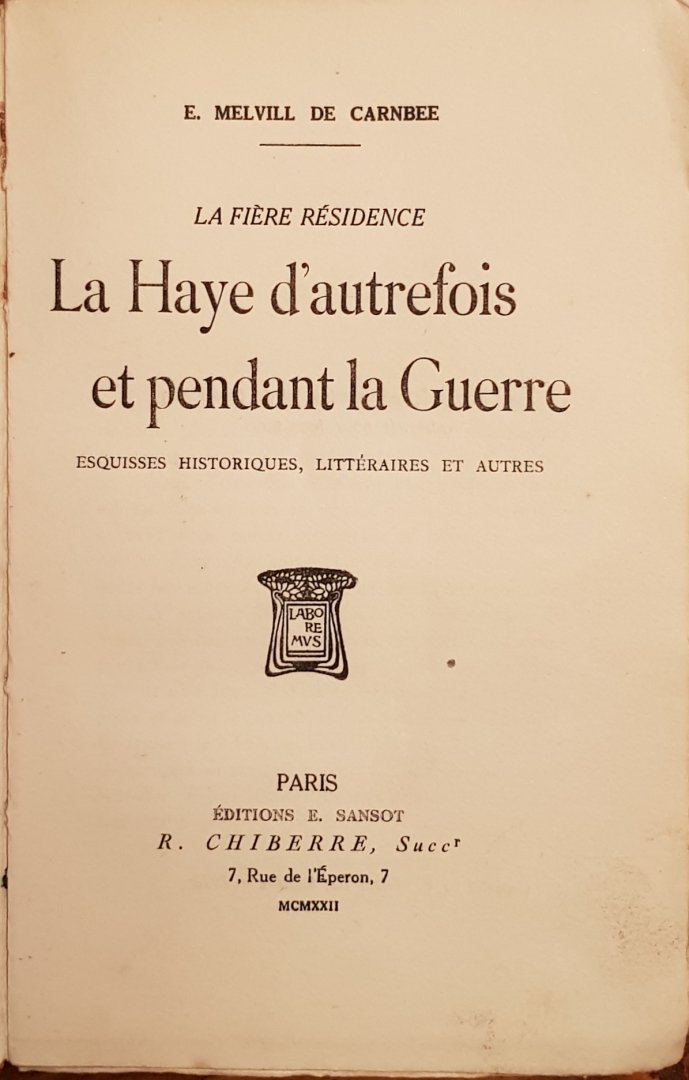 E. MELVILL DE CARNBEE
LA FIÈRE RÉSIDENCE
La Haye d'autrefois
et pendant la Guerre
ESQUISSES HISTORIQUES, LITTÉRAIRES ET AUTRES
LABO
RE
MVS
PARIS
ÉDITIONS E. SANSOT
R. CHIBERRE, Succʳ
7, Rue de l'Éperon, 7
MCMXXII